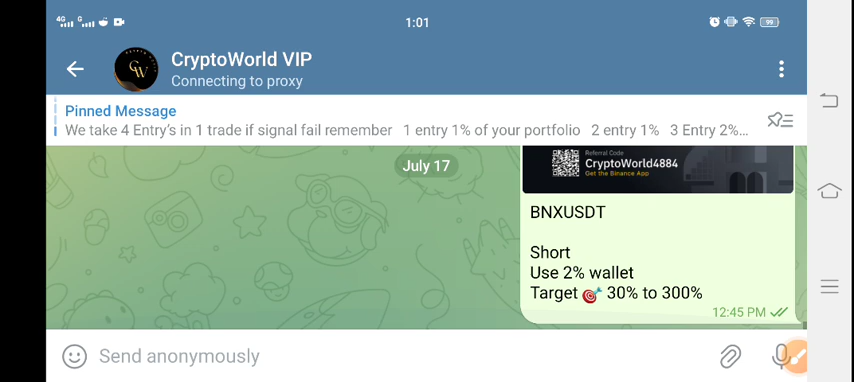 4G G 1:01 99
CryptoWorld VIP
Connecting to proxy
Pinned Message
We take 4 Entry's in 1 trade if signal fail remember 1 entry 1% of your portfolio 2 entry 1% 3 Entry 2%...
July 17
Referral Code
CryptoWorld4884
Get the Binance App
BNXUSDT
Short
Use 2% wallet
Target 🎯 30% to 300%
12:45 PM
Send anonymously